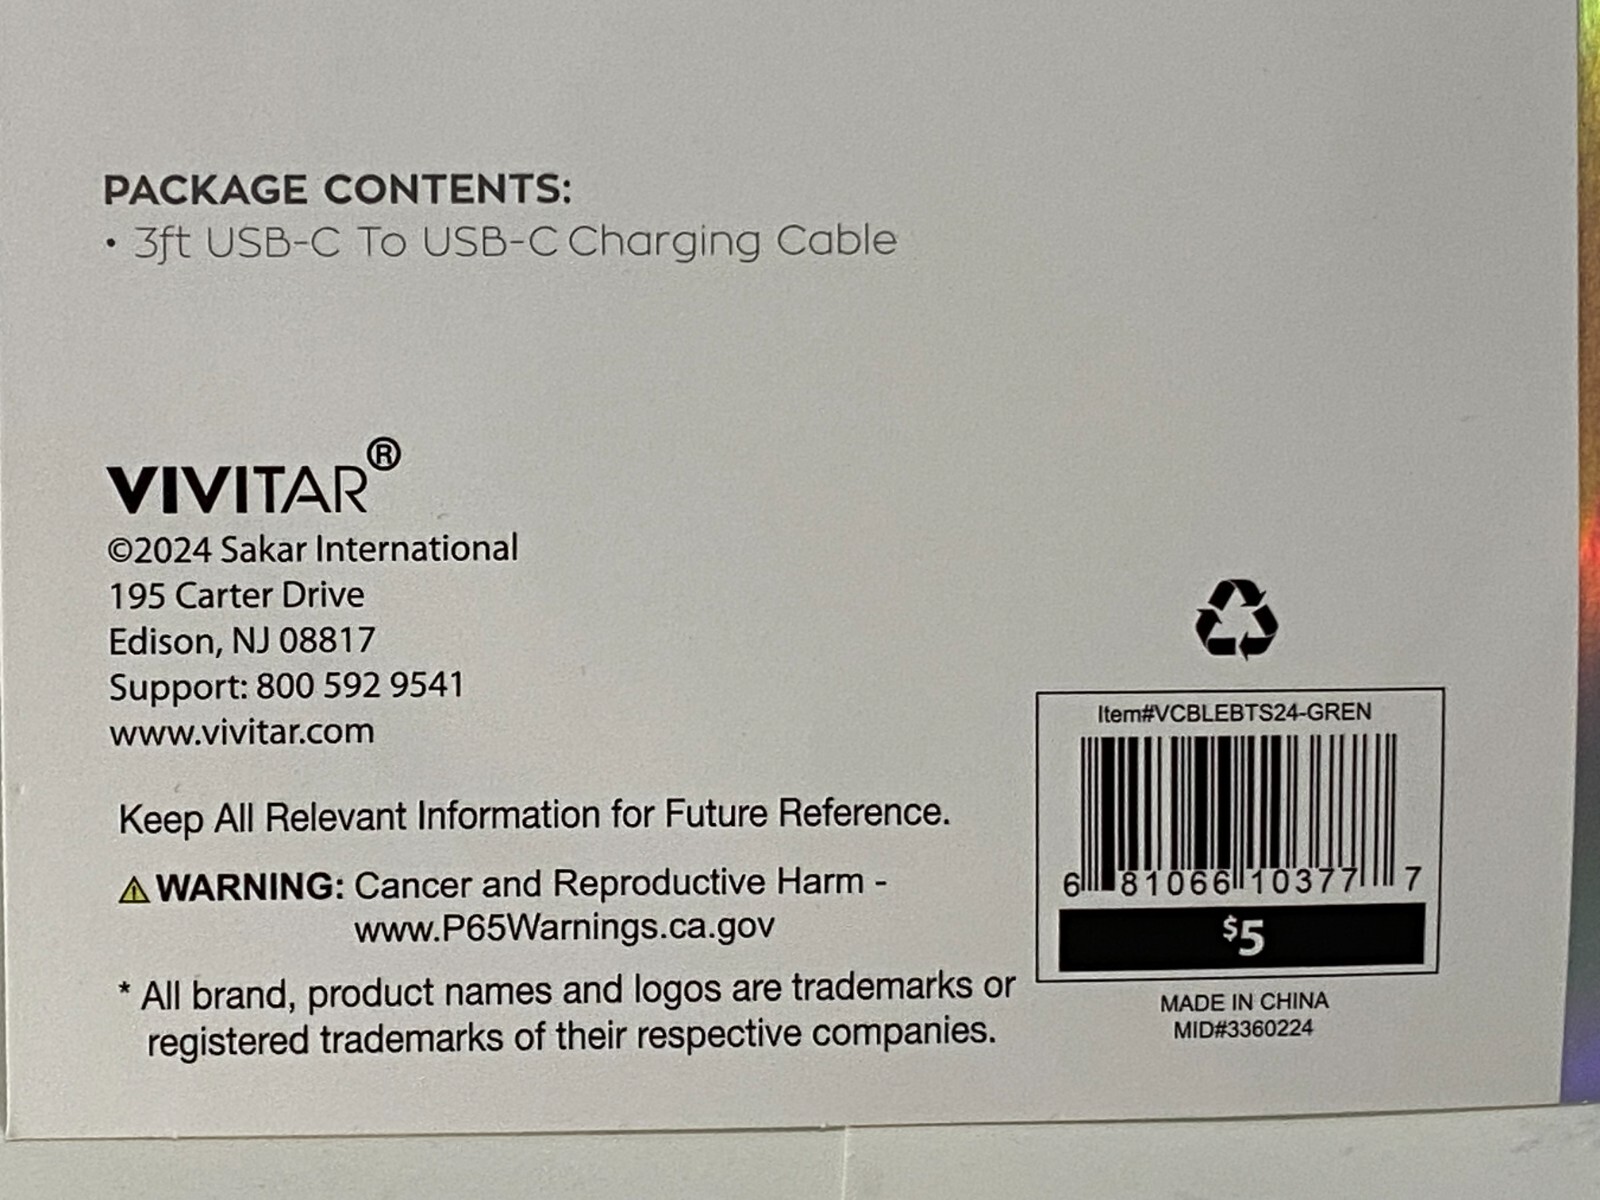 PACKAGE CONTENTS:
• 3ft USB-C To USB-C Charging Cable
VIVITAR®
©2024 Sakar International
195 Carter Drive
Edison, NJ 08817
Support: 800 592 9541
www.vivitar.com
Keep All Relevant Information for Future Reference.
WARNING: Cancer and Reproductive Harm -
www.P65Warnings.ca.gov
* All brand, product names and logos are trademarks or
registered trademarks of their respective companies.
Item#VCBLEBTS24-GREN
6 81066 10377 7
$5
MADE IN CHINA
MID#3360224